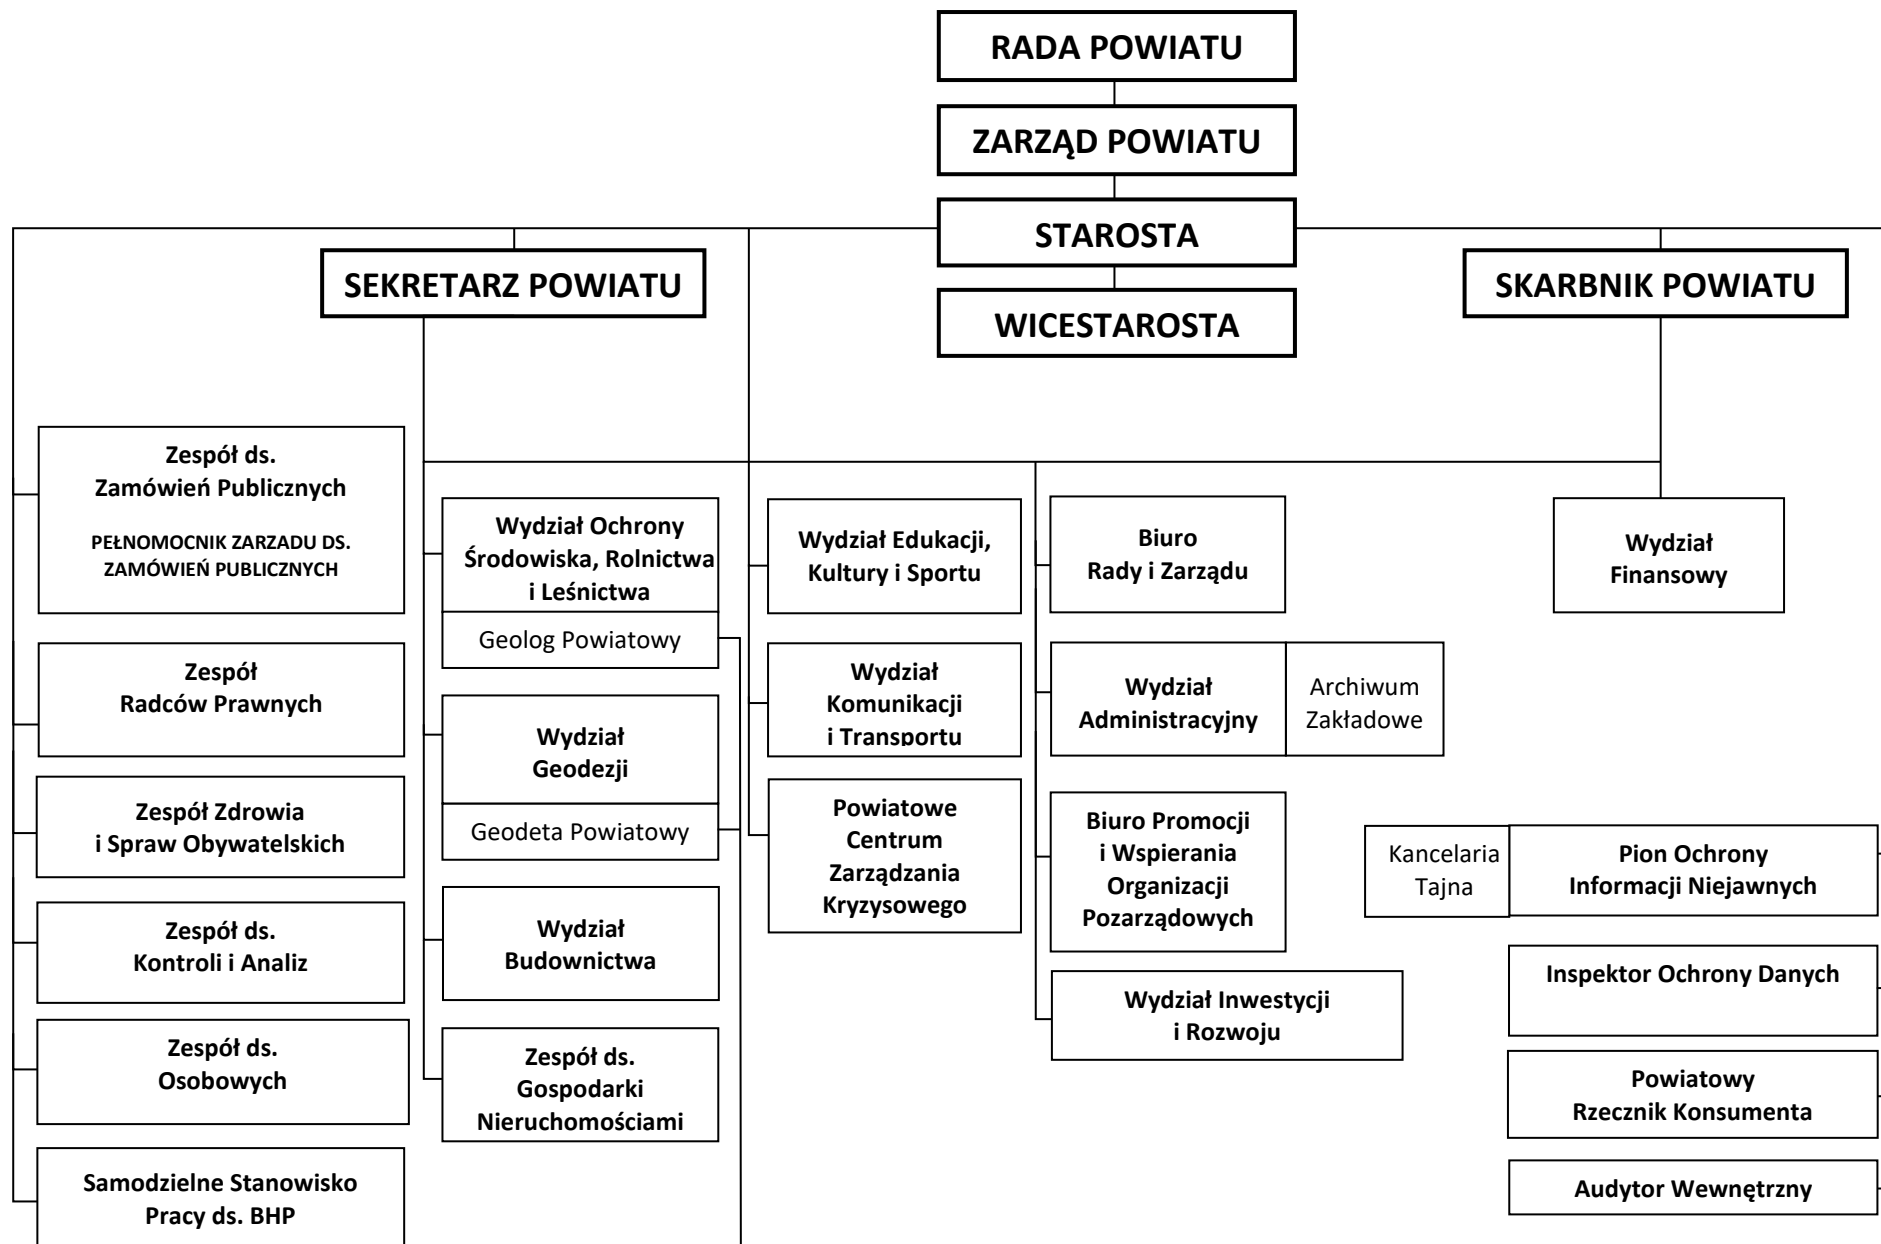 RADA POWIATU
ZARZĄD POWIATU
STAROSTA
SEKRETARZ POWIATU
WICESTAROSTA
SKARBNIK POWIATU
Zespół ds.
Zamówień Publicznych
PEŁNOMOCNIK ZARZADU DS.
ZAMÓWIEŃ PUBLICZNYCH
Zespół
Radców Prawnych
Zespół Zdrowia
i Spraw Obywatelskich
Zespół ds.
Kontroli i Analiz
Zespół ds.
Osobowych
Samodzielne Stanowisko
Pracy ds. BHP
Wydział Ochrony
Środowiska, Rolnictwa
i Leśnictwa
Geolog Powiatowy
Wydział
Geodezji
Geodeta Powiatowy
Wydział
Budownictwa
Zespół ds.
Gospodarki
Nieruchomościami
Wydział Edukacji,
Kultury i Sportu
Wydział
Komunikacji
i Transportu
Powiatowe
Centrum
Zarządzania
Kryzysowego
Biuro
Rady i Zarządu
Wydział
Administracyjny
Archiwum
Zakładowe
Biuro Promocji
i Wspierania
Organizacji
Pozarządowych
Wydział Inwestycji
i Rozwoju
Wydział
Finansowy
Kancelaria
Tajna
Pion Ochrony
Informacji Niejawnych
Inspektor Ochrony Danych
Powiatowy
Rzecznik Konsumenta
Audytor Wewnętrzny